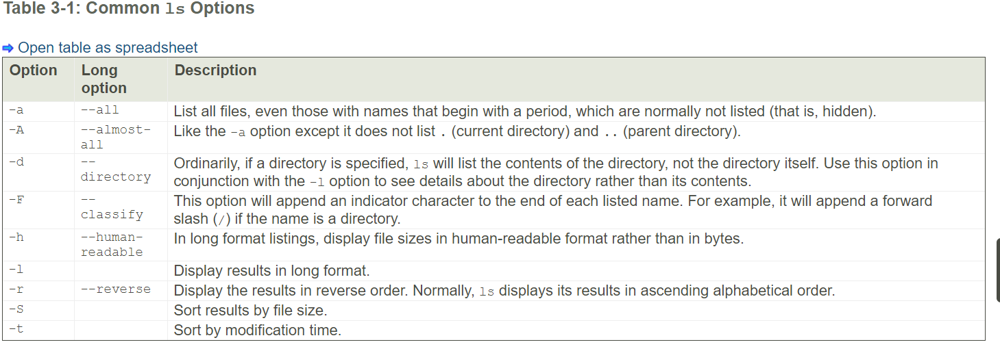 Table 3-1: Common ls Options
Open table as spreadsheet
Option Long option Description
-a --all List all files, even those with names that begin with a period, which are normally not listed (that is, hidden).
-A --almost-all Like the -a option except it does not list . (current directory) and .. (parent directory).
-d --directory Ordinarily, if a directory is specified, ls will list the contents of the directory, not the directory itself. Use this option in
conjunction with the -l option to see details about the directory rather than its contents.
-F --classify This option will append an indicator character to the end of each listed name. For example, it will append a forward
slash (/) if the name is a directory.
-h --human-readable In long format listings, display file sizes in human-readable format rather than in bytes.
-l Display results in long format.
-r --reverse Display the results in reverse order. Normally, ls displays its results in ascending alphabetical order.
-S Sort results by file size.
-t Sort by modification time.